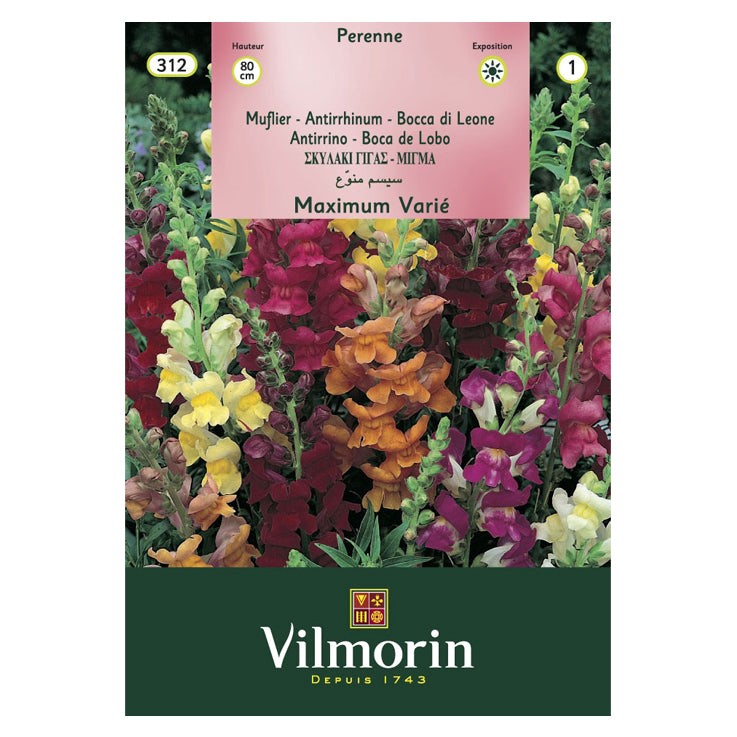 Perenne
312
Hauteur
80
cm
Exposition
1
Muflier - Antirrhinum - Bocca di Leone
Antirrino - Boca de Lobo
ΣΚΥΛΑΚΙ ΓΙΓΑΣ - ΜΙΓΜΑ
سيسم منوّع
Maximum Varié
Vilmorin
DEPUIS 1743